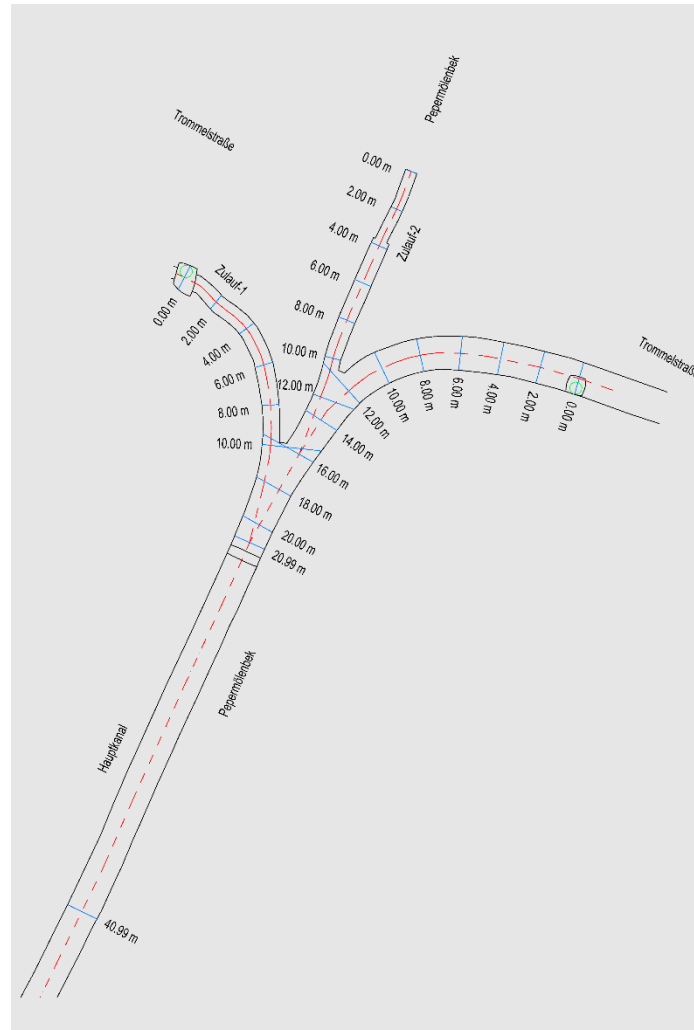 Pepermölenbek
Trommelstraße
0.00 m
2.00 m
4.00 m
6.00 m
8.00 m
10.00 m
12.00 m
Zulauf-2
Zulauf-1
0.00 m
2.00 m
4.00 m
6.00 m
8.00 m
10.00 m
Trommelstraße
0.00 m
2.00 m
4.00 m
6.00 m
8.00 m
10.00 m
12.00 m
14.00 m
16.00 m
18.00 m
20.00 m
20.99 m
Pepermölenbek
Hauptkanal
40.99 m